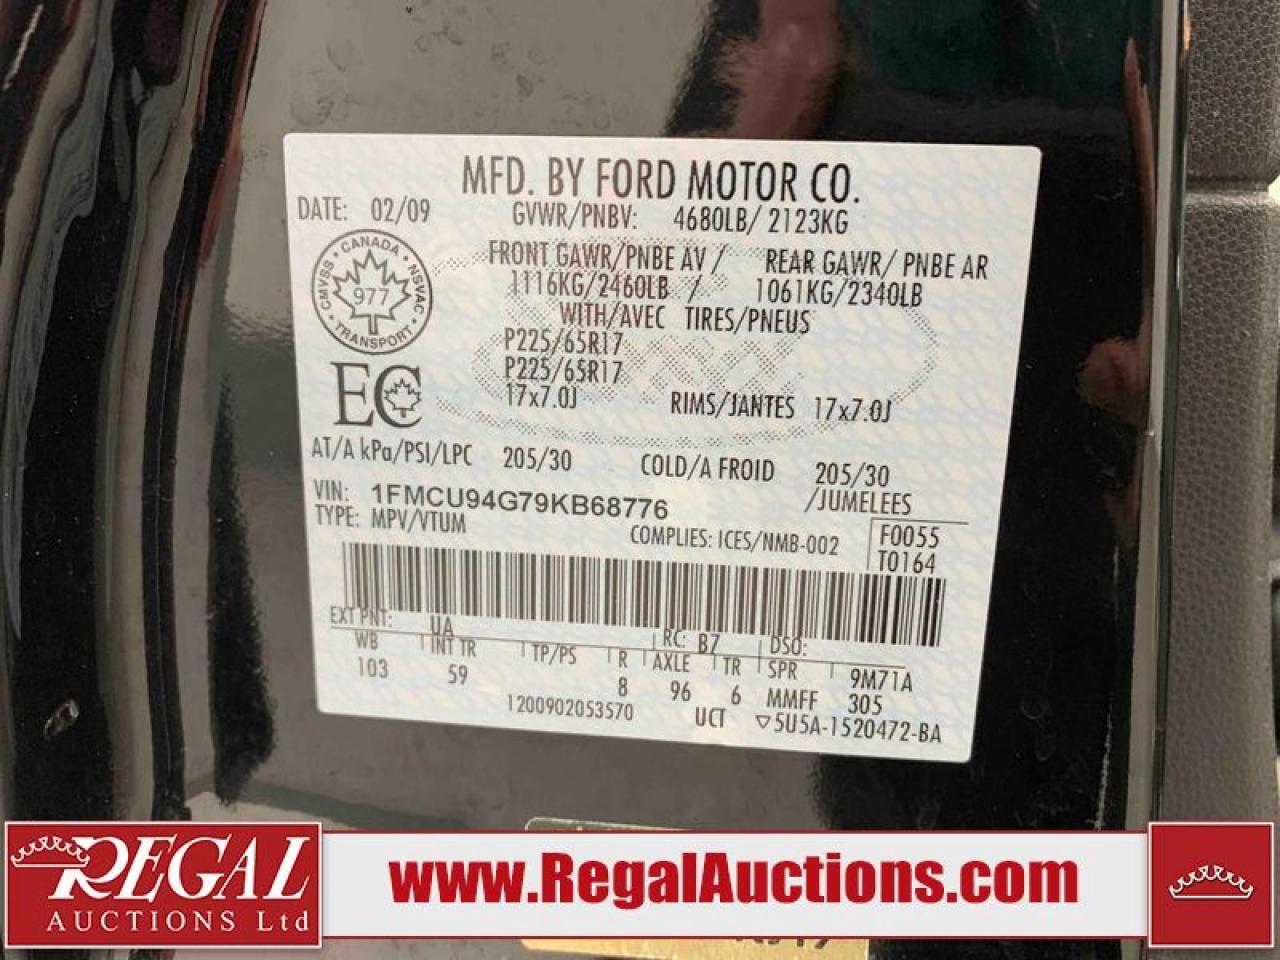 MFD. BY FORD MOTOR CO.
DATE: 02/09
GVWR/PNBV: 4680LB/ 2123KG
FRONT GAWR/PNBE AV / REAR GAWR/ PNBE AR
1116KG/2460LB / 1061KG/2340LB
WITH/AVEC TIRES/PNEUS
P225/65R17
P225/65R17
17x7.0J RIMS/JANTES 17x7.0J
CANADA
CMVSS NSVAC
977
TRANSPORT
EC
AT/A kPa/PSI/LPC 205/30 COLD/A FROID 205/30
/JUMELEES
VIN: 1FMCU94G79KB68776
TYPE: MPV/VTUM
COMPLIES: ICES/NMB-002
F0055
T0164
EXT PNT: UA RC: B7 DSO:
WB INT TR TP/PS R AXLE TR SPR 9M71A
103 59 8 96 6 MMFF 305
1200902053570 UCT 5U5A-1520472-BA
REGAL
AUCTIONS Ltd
www.RegalAuctions.com